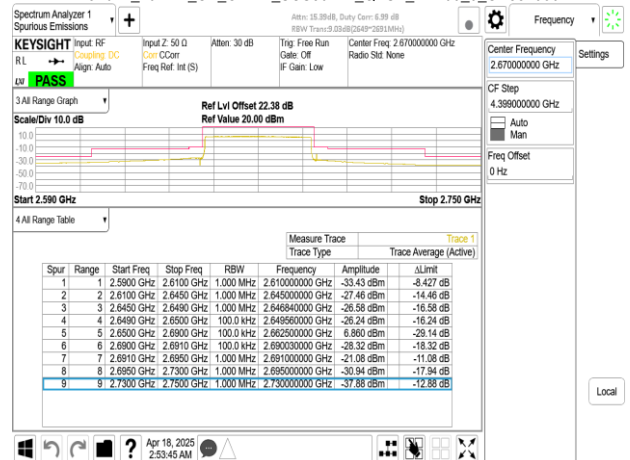 Spectrum Analyzer 1
Spurious Emissions
Attn: 15.39dB, Duty Corr: 6.99 dB
RBW Trans:9.03dB(2649~2691MHz)
Frequency
KEYSIGHT
Input: RF
Input Z: 50 Ω
Atten: 30 dB
Trig: Free Run
Center Freq: 2.670000000 GHz
RL
Coupling: DC
Corr CCorr
Gate: Off
Radio Std: None
Align: Auto
Freq Ref: Int (S)
IF Gain: Low
LXI
PASS
Center Frequency
2.670000000 GHz
Settings
CF Step
4.399000000 GHz
Auto
Man
Freq Offset
0 Hz
3 All Range Graph
Ref Lvl Offset 22.38 dB
Scale/Div 10.0 dB
Ref Value 20.00 dBm
10.0
-10.0
-30.0
-50.0
-70.0
Start 2.590 GHz
Stop 2.750 GHz
4 All Range Table
Measure Trace Trace 1
Trace Type Trace Average (Active)
Spur Range Start Freq Stop Freq RBW Frequency Amplitude ΔLimit
1 1 2.5900 GHz 2.6100 GHz 1.000 MHz 2.610000000 GHz -33.43 dBm -8.427 dB
2 2 2.6100 GHz 2.6450 GHz 1.000 MHz 2.645000000 GHz -27.46 dBm -14.46 dB
3 3 2.6450 GHz 2.6490 GHz 1.000 MHz 2.646840000 GHz -26.58 dBm -16.58 dB
4 4 2.6490 GHz 2.6500 GHz 100.0 kHz 2.649560000 GHz -26.24 dBm -16.24 dB
5 5 2.6500 GHz 2.6900 GHz 100.0 kHz 2.662500000 GHz 6.860 dBm -29.14 dB
6 6 2.6900 GHz 2.6910 GHz 100.0 kHz 2.690030000 GHz -28.32 dBm -18.32 dB
7 7 2.6910 GHz 2.6950 GHz 1.000 MHz 2.691000000 GHz -21.08 dBm -11.08 dB
8 8 2.6950 GHz 2.7300 GHz 1.000 MHz 2.695000000 GHz -30.94 dBm -17.94 dB
9 9 2.7300 GHz 2.7500 GHz 1.000 MHz 2.730000000 GHz -37.88 dBm -12.88 dB
Local
Apr 18, 2025
2:53:45 AM